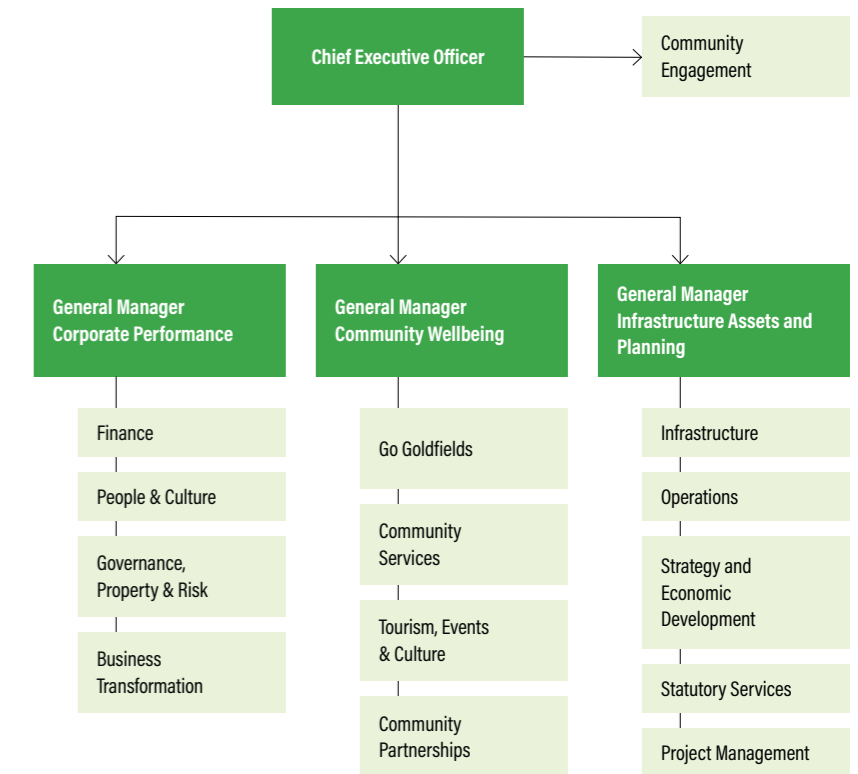 Chief Executive Officer
Community
Engagement
General Manager
Corporate Performance
Finance
People & Culture
Governance,
Property & Risk
Business
Transformation
General Manager
Community Wellbeing
Go Goldfields
Community
Services
Tourism, Events
& Culture
Community
Partnerships
General Manager
Infrastructure Assets and
Planning
Infrastructure
Operations
Strategy and
Economic
Development
Statutory Services
Project Management